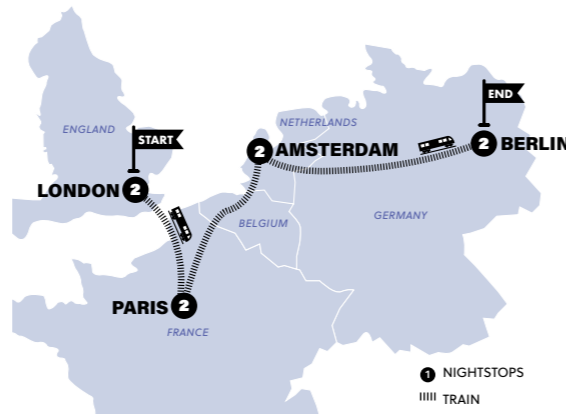 END
ENGLAND
NETHERLANDS
START
2 AMSTERDAM
2 BERLIN
LONDON 2
BELGIUM
GERMANY
PARIS 2
FRANCE
1 NIGHTSTOPS
TRAIN